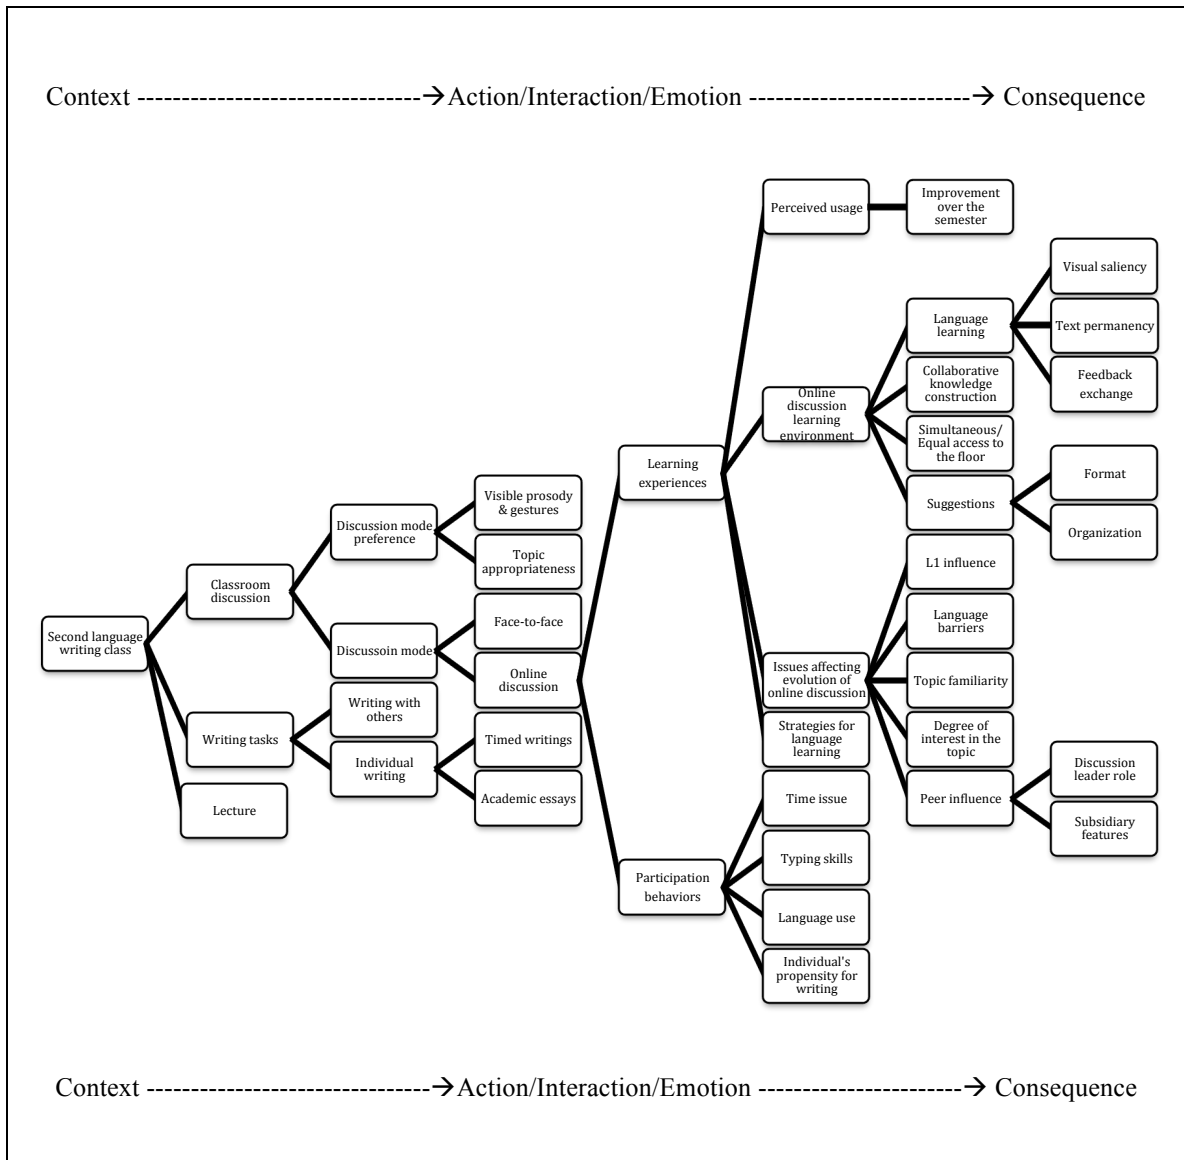 Context --------------------------------→Action/Interaction/Emotion -------------------------→ Consequence
Perceived usage
Improvement
over the
semester
Visual saliency
Language
learning
Text permanency
Collaborative
knowledge
construction
Feedback
exchange
Online
discussion
learning
environment
Simultaneous/
Equal access to
the floor
Learning
experiences
Suggestions
Format
Organization
Visible prosody
& gestures
Discussion mode
preference
Topic
appropriateness
L1 influence
Classroom
discussion
Face-to-face
Language
barriers
Second language
writing class
Discussoin mode
Online
discussion
Issues affecting
evolution of
online discussion
Topic familiarity
Writing with
others
Writing tasks
Timed writings
Strategies for
language
learning
Degree of
interest in the
topic
Individual
writing
Discussion
leader role
Lecture
Academic essays
Time issue
Peer influence
Subsidiary
features
Typing skills
Participation
behaviors
Language use
Individual's
propensity for
writing
Context --------------------------------→Action/Interaction/Emotion -----------------------→ Consequence